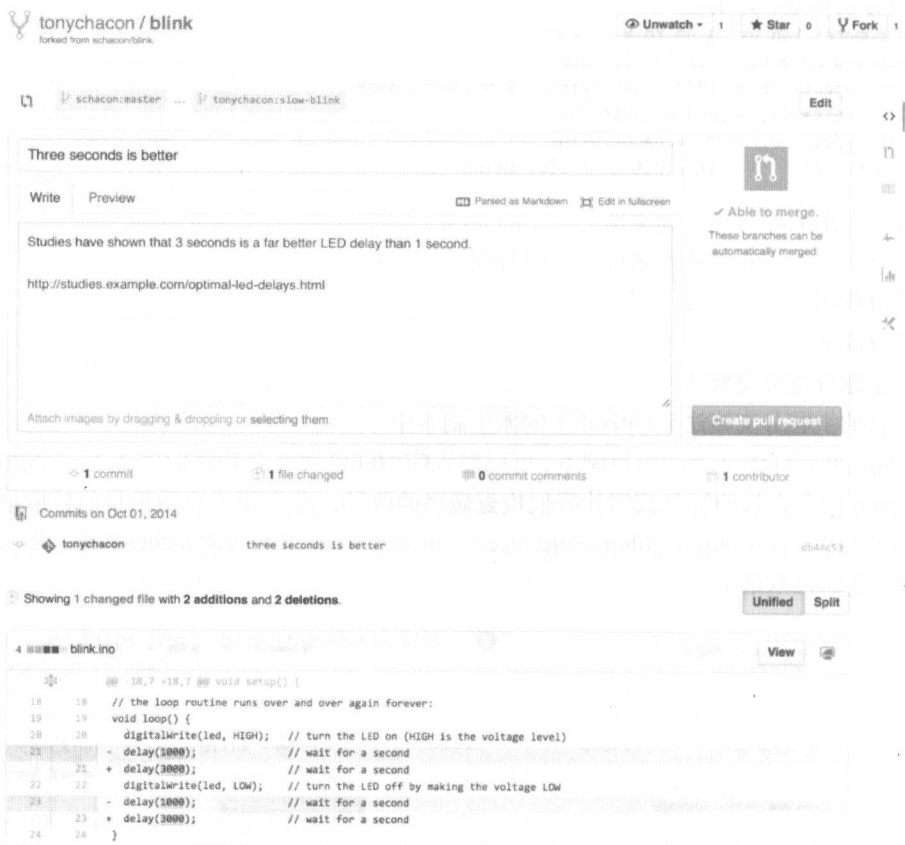 tonychacon / blink
forked from schacon/blink
Unwatch 1 Star 0 Fork 1
schacon:master ... tonychacon:slow-blink
Edit
Three seconds is better
Write Preview
Parsed as Markdown Edit in fullscreen
Able to merge.
These branches can be
automatically merged
Studies have shown that 3 seconds is a far better LED delay than 1 second.
http://studies.example.com/optimal-led-delays.html
Attach images by dragging & dropping or selecting them.
Create pull request
1 commit 1 file changed 0 commit comments 1 contributor
Commits on Oct 01, 2014
tonychacon three seconds is better db44c53
Showing 1 changed file with 2 additions and 2 deletions.
Unified Split
4 blink.ino View
@@ -18,7 +18,7 @@ void setup() {
18 18 // the loop routine runs over and over again forever:
19 19 void loop() {
20 20 digitalWrite(led, HIGH); // turn the LED on (HIGH is the voltage level)
21 - delay(1000); // wait for a second
21 + delay(3000); // wait for a second
22 22 digitalWrite(led, LOW); // turn the LED off by making the voltage LOW
23 - delay(1000); // wait for a second
23 + delay(3000); // wait for a second
24 24 }